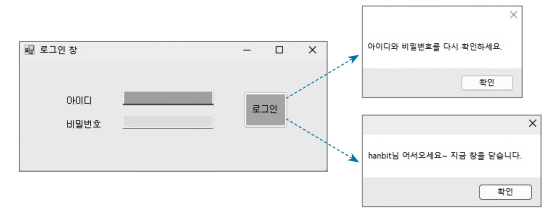 로그인 창
아이디
비밀번호
로그인
아이디와 비밀번호를 다시 확인하세요.
확인
hanbit님 어서오세요~ 지금 창을 닫습니다.
확인